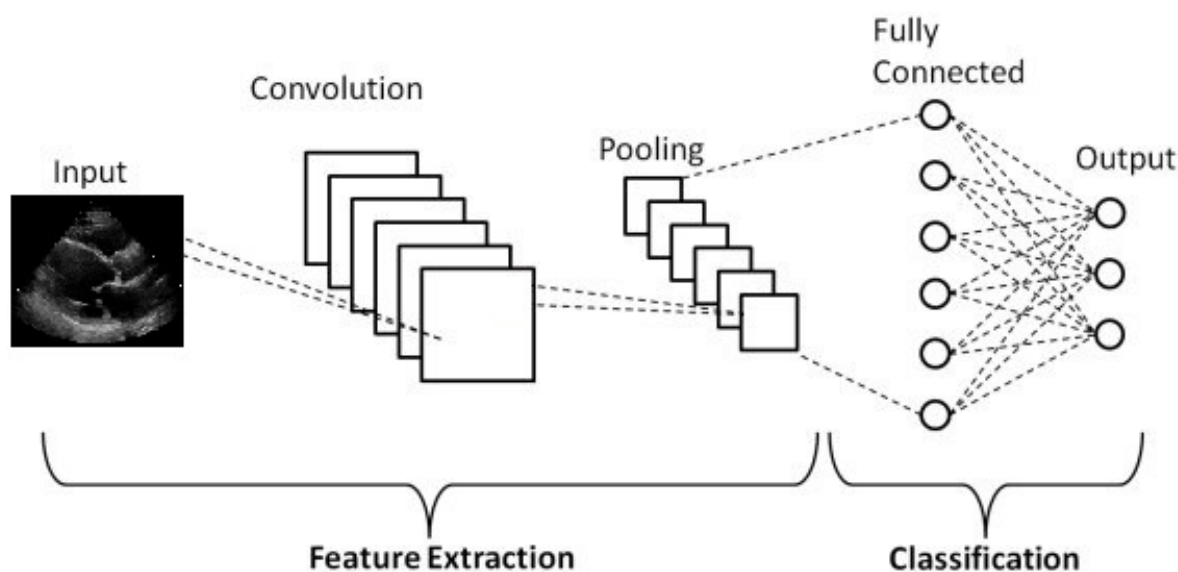 Input
Convolution
Pooling
Fully
Connected
Output
Feature Extraction
Classification